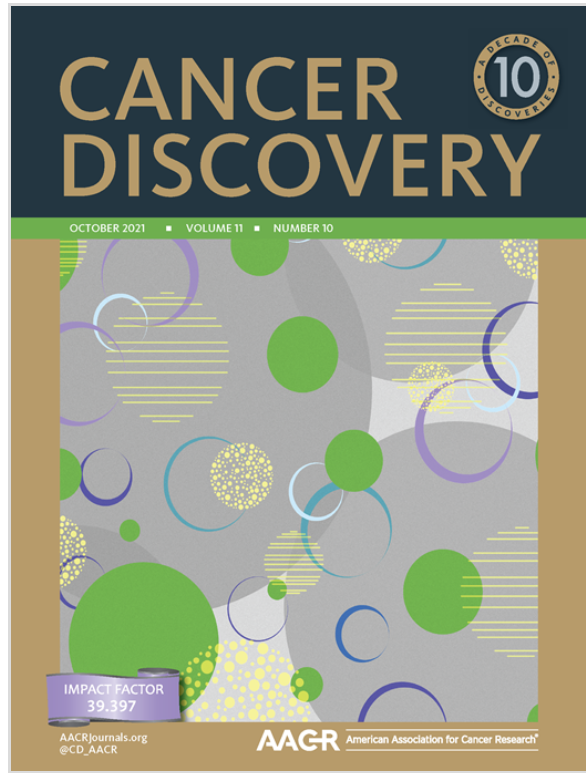 CANCER
DISCOVERY
A DECADE OF
10
DISCOVERIES
OCTOBER 2021 ■ VOLUME 11 ■ NUMBER 10
IMPACT FACTOR
39.397
AACRJournals.org
@CD_AACR
AACR American Association for Cancer Research®